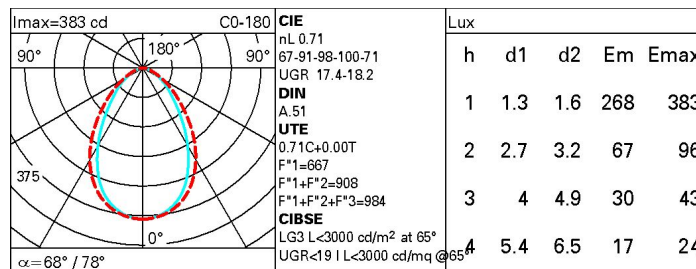 Imax=383 cd C0-180
90° 180° 90°
375
0°
α=68° / 78°
CIE
nL 0.71
67-91-98-100-71
UGR 17.4-18.2
DIN
A.51
UTE
0.71C+0.00T
F"1=667
F"1+F"2=908
F"1+F"2+F"3=984
CIBSE
LG3 L<3000 cd/m² at 65°
UGR<19 | L<3000 cd/mq @65°
Lux
h d1 d2 Em Emax
1 1.3 1.6 268 383
2 2.7 3.2 67 96
3 4 4.9 30 43
4 5.4 6.5 17 24